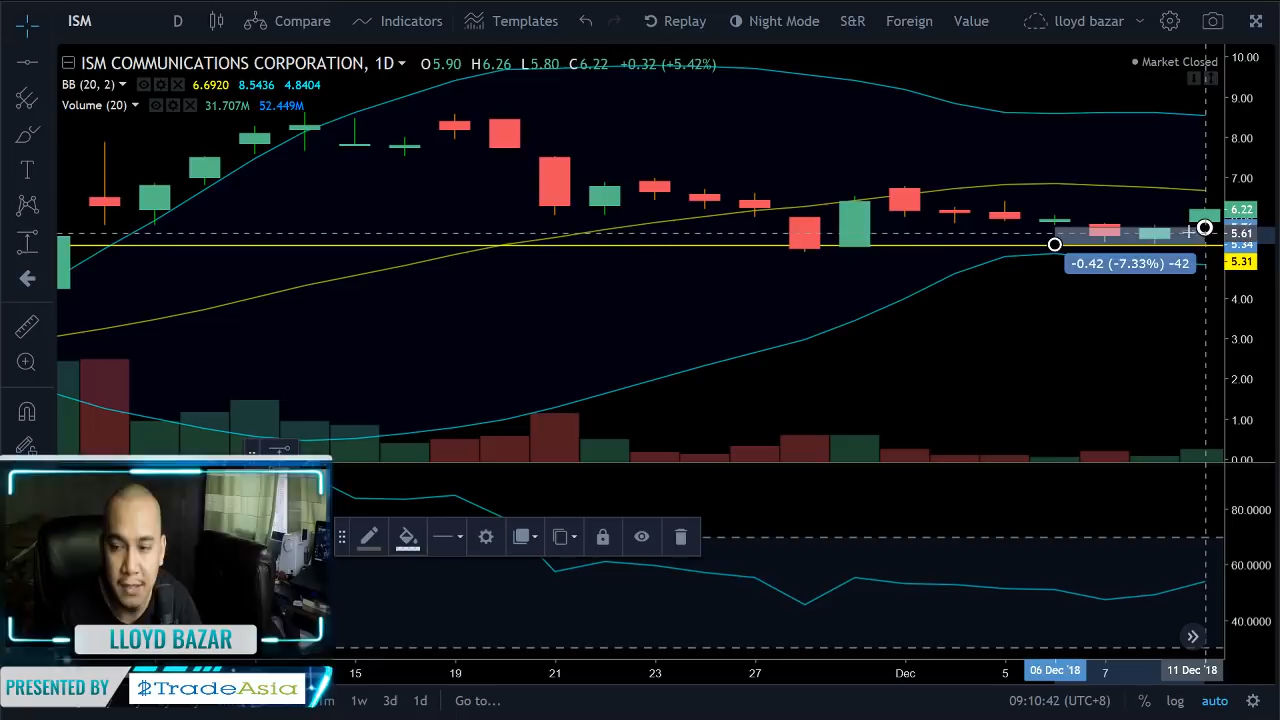 ISM D Compare Indicators Templates Replay Night Mode S&R Foreign Value lloyd bazar
ISM COMMUNICATIONS CORPORATION, 1D O5.90 H6.26 L5.80 C6.22 +0.32 (+5.42%)
Market Closed
BB (20, 2) 6.6920 8.5436 4.8404
Volume (20) 31.707M 52.449M
10.00
9.00
8.00
7.00
6.22
5.61
5.34
5.31
-0.42 (-7.33%) -42
4.00
3.00
2.00
1.00
0.00
80.0000
60.0000
40.0000
15 19 21 23 27 Dec 5 06 Dec '18 7 11 Dec '18
LLOYD BAZAR
PRESENTED BY TradeAsia
1w 3d 1d Go to... 09:10:42 (UTC+8) % log auto